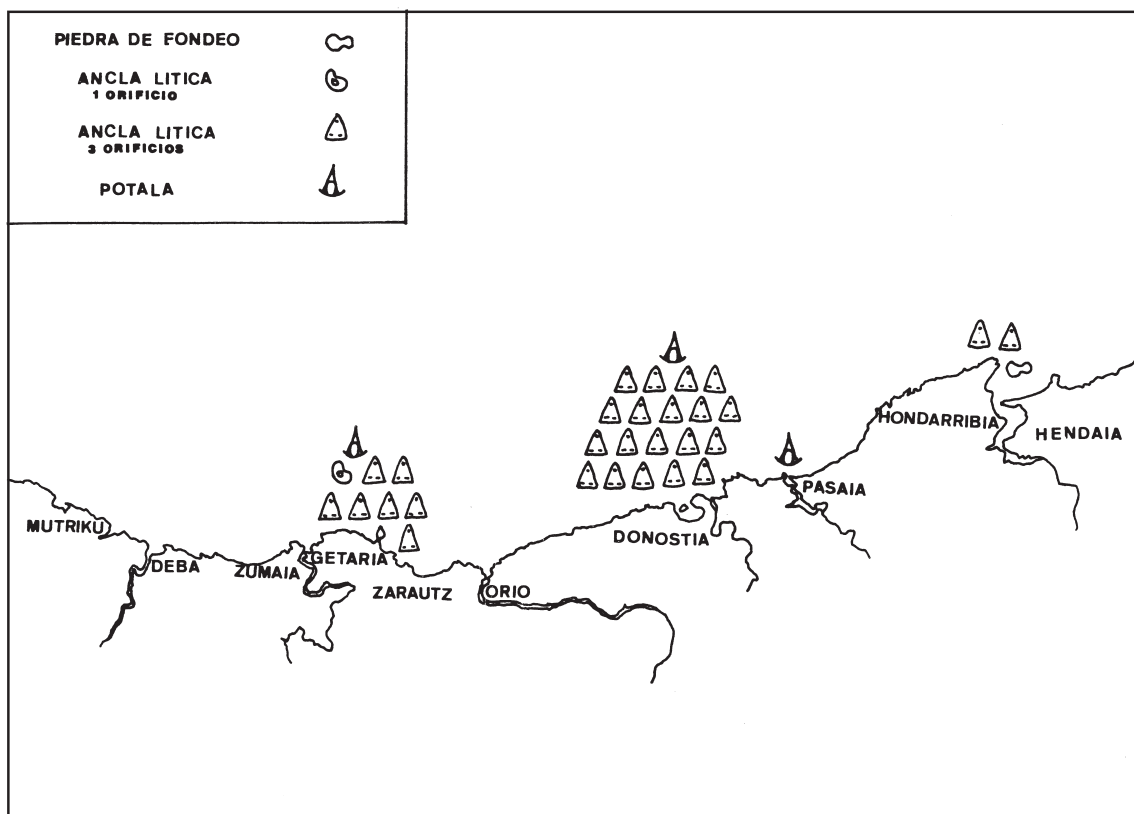 PIEDRA DE FONDEO
ANCLA LITICA
1 ORIFICIO
ANCLA LITICA
3 ORIFICIOS
POTALA
MUTRIKU
DEBA
ZUMAIA
GETARIA
ZARAUTZ
ORIO
DONOSTIA
PASAIA
HONDARRIBIA
HENDAIA